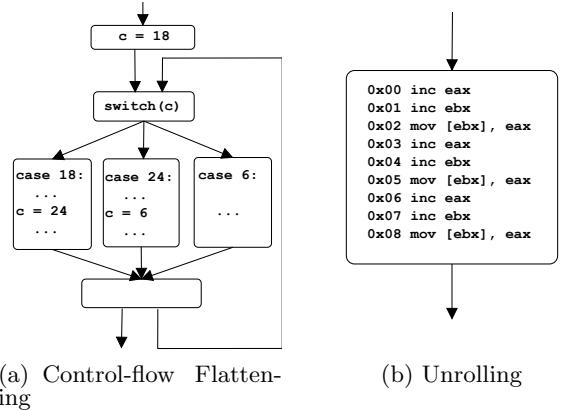 c = 18
switch(c)
case 18:
...
c = 24
...
case 24:
...
c = 6
...
case 6:
...
(a) Control-flow Flatten-
ing
0x00 inc eax
0x01 inc ebx
0x02 mov [ebx], eax
0x03 inc eax
0x04 inc ebx
0x05 mov [ebx], eax
0x06 inc eax
0x07 inc ebx
0x08 mov [ebx], eax
(b) Unrolling